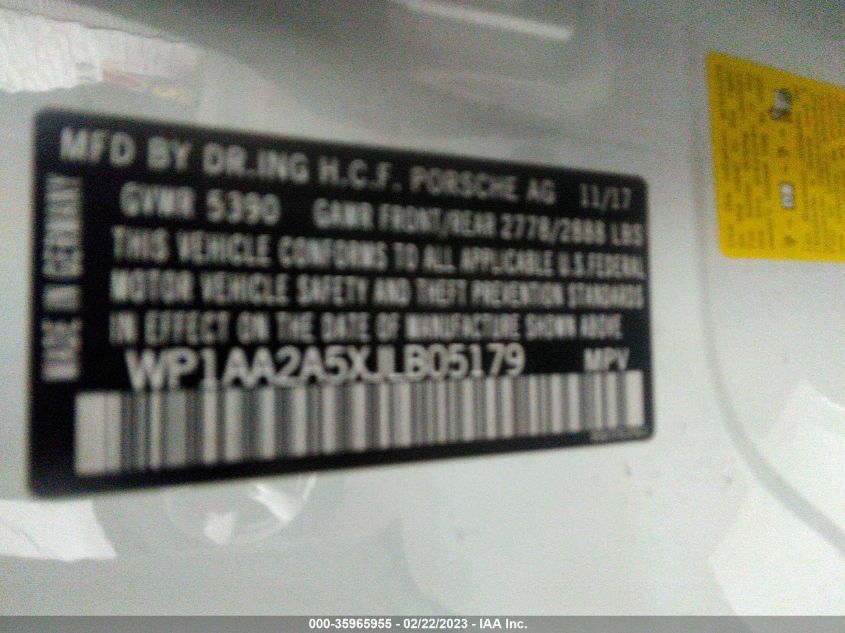 MFD BY DR.ING H.C.F. PORSCHE AG 11/17
GVWR 5390 GAWR FRONT/REAR 2778/2888 LBS
THIS VEHICLE CONFORMS TO ALL APPLICABLE U.S.FEDERAL
MOTOR VEHICLE SAFETY AND THEFT PREVENTION STANDARDS
IN EFFECT ON THE DATE OF MANUFACTURE SHOWN ABOVE
WP1AA2A5XJLB05179 MPV
MADE IN GERMANY
000-35965955 - 02/22/2023 - IAA Inc.